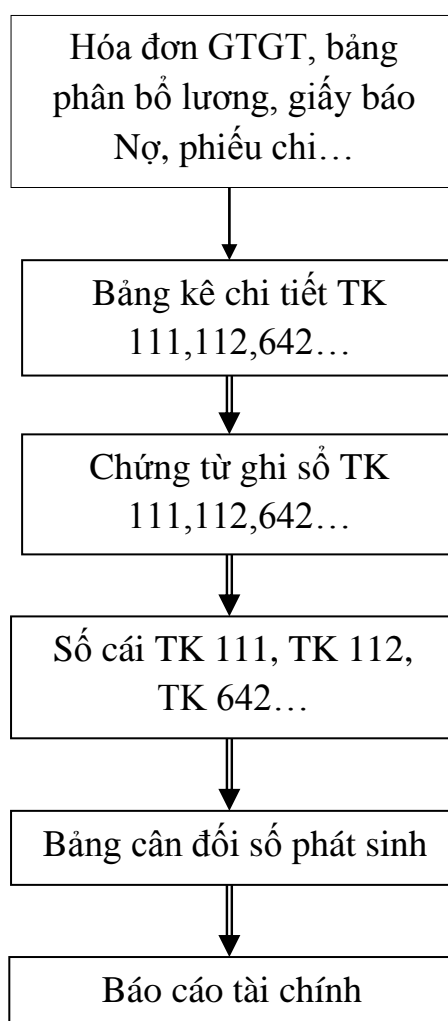 Hóa đơn GTGT, bảng
phân bổ lương, giấy báo
Nợ, phiếu chi…
Bảng kê chi tiết TK
111,112,642…
Chứng từ ghi sổ TK
111,112,642…
Số cái TK 111, TK 112,
TK 642…
Bảng cân đối số phát sinh
Báo cáo tài chính